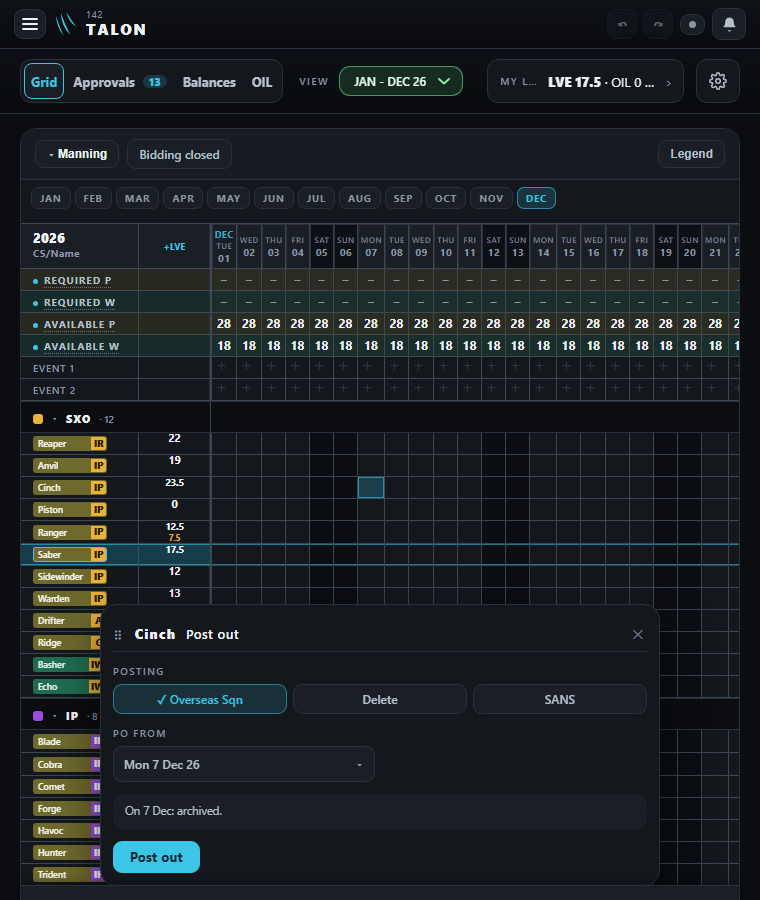 142
TALON
Grid Approvals 13 Balances OIL VIEW JAN - DEC 26 MY L... LVE 17.5 · OIL 0 ... ›
Manning Bidding closed Legend
JAN FEB MAR APR MAY JUN JUL AUG SEP OCT NOV DEC
2026 CS/Name +LVE
DEC TUE 01 WED 02 THU 03 FRI 04 SAT 05 SUN 06 MON 07 TUE 08 WED 09 THU 10 FRI 11 SAT 12 SUN 13 MON 14 TUE 15 WED 16 THU 17 FRI 18 SAT 19 SUN 20 MON 21
REQUIRED P – – – – – – – – – – – – – – – – – – – – – –
REQUIRED W – – – – – – – – – – – – – – – – – – – – – –
AVAILABLE P 28 28 28 28 28 28 28 28 28 28 28 28 28 28 28 28 28 28 28 28 28 2
AVAILABLE W 18 18 18 18 18 18 18 18 18 18 18 18 18 18 18 18 18 18 18 18 18 1
EVENT 1 + + + + + + + + + + + + + + + + + + + + + +
EVENT 2 + + + + + + + + + + + + + + + + + + + + + +
SXO · 12
Reaper IR 22
Anvil IP 19
Cinch IP 23.5
Piston IP 0
Ranger IP 12.5
7.5
Saber IP 17.5
Sidewinder IP 12
Warden IP 13
Drifter
Ridge
Basher
Echo
IP · 8
Blade
Cobra
Comet
Forge
Havoc
Hunter
Trident
Cinch Post out
POSTING
✓ Overseas Sqn Delete SANS
PO FROM
Mon 7 Dec 26
On 7 Dec: archived.
Post out